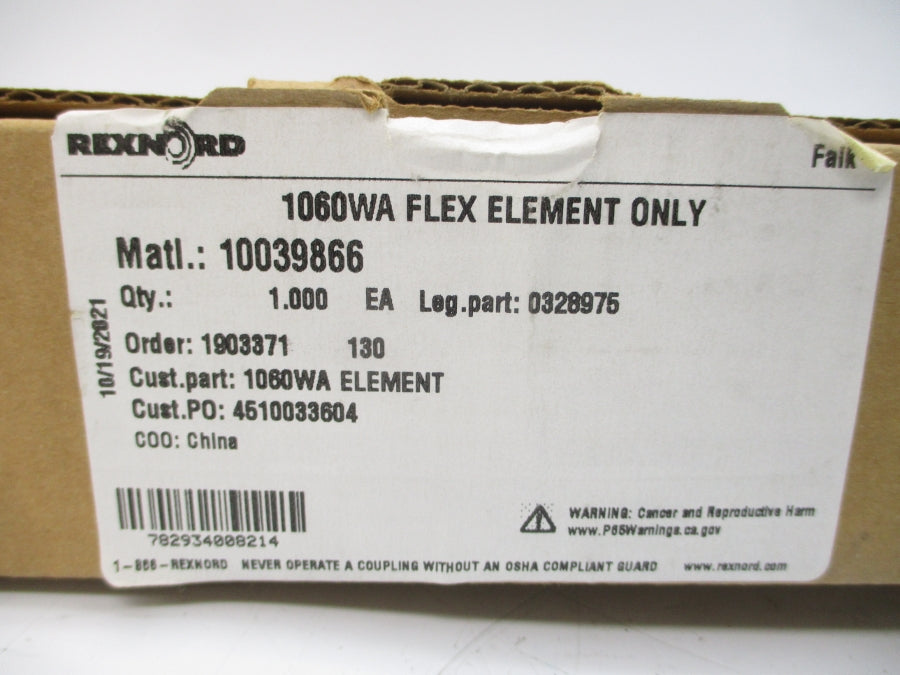 REXNORD
Falk
1060WA FLEX ELEMENT ONLY
Matl.: 10039866
Qty.: 1.000 EA Leg.part: 0328975
10/19/2021
Order: 1903371 130
Cust.part: 1060WA ELEMENT
Cust.PO: 4510033604
COO: China
782934008214
WARNING: Cancer and Reproductive Harm
www.P65Warnings.ca.gov
1-866-REXNORD NEVER OPERATE A COUPLING WITHOUT AN OSHA COMPLIANT GUARD www.rexnord.com